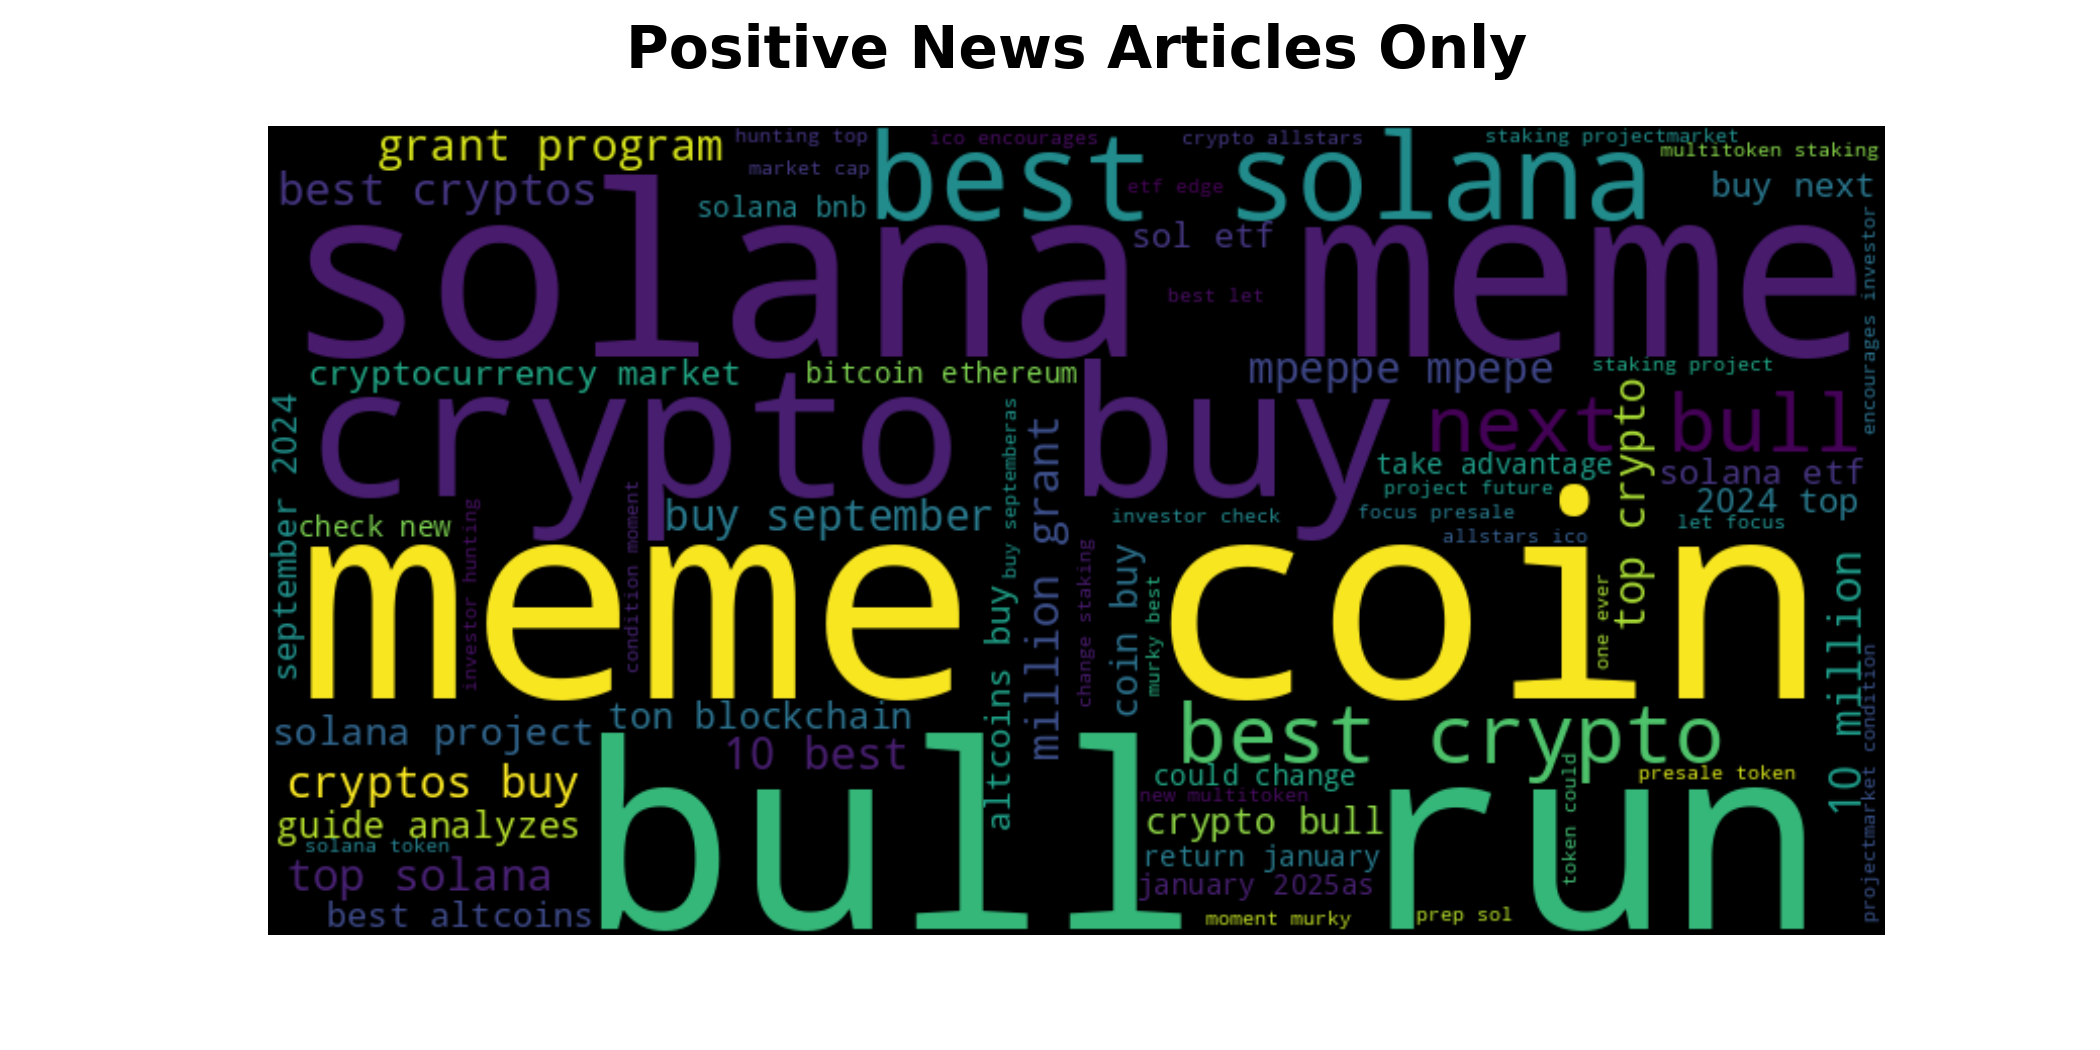 Positive News Articles Only
grant program
hunting top
ico encourages
crypto allstars
staking projectmarket
multitoken staking
market cap
best solana
best cryptos
etf edge
buy next
solana bnb
sol etf
solana meme
encourages investor
best let
cryptocurrency market
bitcoin ethereum
mpeppe mpepe
staking project
crypto buy
next bull
september 2024
buy septemberas
million grant
top crypto
take advantage
solana etf
project future
2024 top
buy september
investor check
focus presale
let focus
check new
allstars ico
investor hunting
condition moment
meme coin
altcoins buy
change staking
coin buy
murky best
one ever
10 million
projectmarket condition
solana project
ton blockchain
10 best
best crypto
cryptos buy
could change
presale token
new multitoken
guide analyzes
crypto bull
token could
solana token
bull run
return january
top solana
january 2025as
best altcoins
moment murky
prep sol